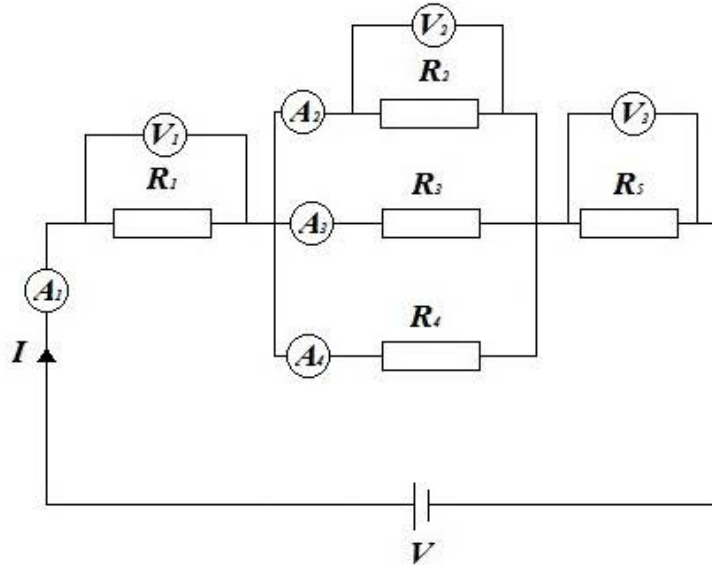 V₂
R₂
A₂
V₁
V₃
R₁
R₃
R₅
A₃
A₁
R₄
I
A₄
V